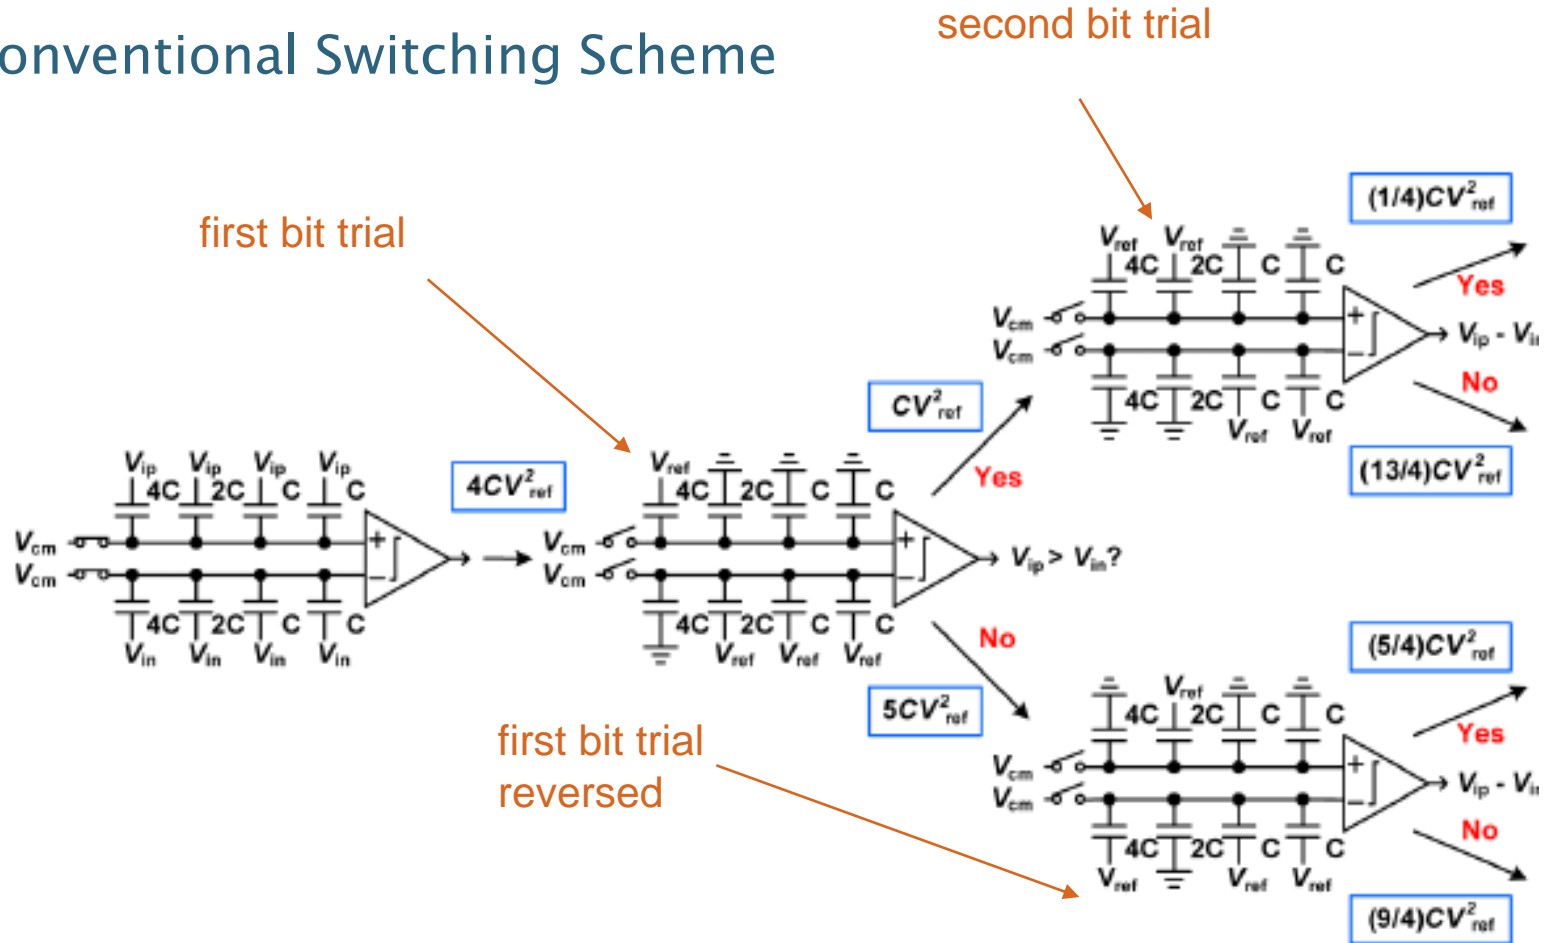 onventional Switching Scheme
second bit trial
first bit trial
(1/4)CV²ref
Vref Vref
4C 2C C C
Yes
Vcm
Vcm
+
−
Vip - Vi
No
4C 2C C C
Vref Vref
(13/4)CV²ref
CV²ref
Yes
4CV²ref
Vip Vip Vip Vip
4C 2C C C
Vcm
Vcm
+
−
4C 2C C C
Vin Vin Vin Vin
Vref
4C 2C C C
Vcm
Vcm
+
−
Vip > Vin?
4C 2C C C
Vref Vref Vref
No
5CV²ref
first bit trial
reversed
(5/4)CV²ref
Vref
4C 2C C C
Yes
Vcm
Vcm
+
−
Vip - Vi
No
4C 2C C C
Vref Vref Vref
(9/4)CV²ref